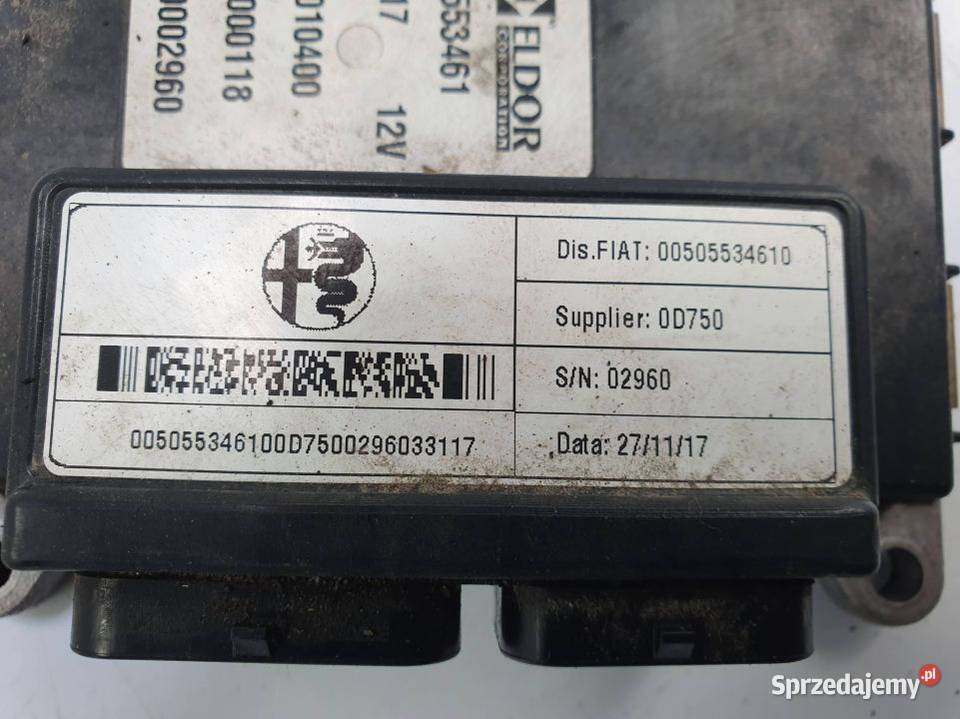 ELDOR
CORPORATION
553461
17 12V
010400
000118
0002960
Dis.FIAT: 00505534610
Supplier: 0D750
S/N: 02960
Data: 27/11/17
005055346100D7500296033117
Sprzedajemy.pl